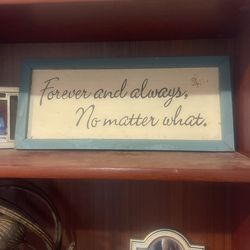 Forever and always,
No matter what.